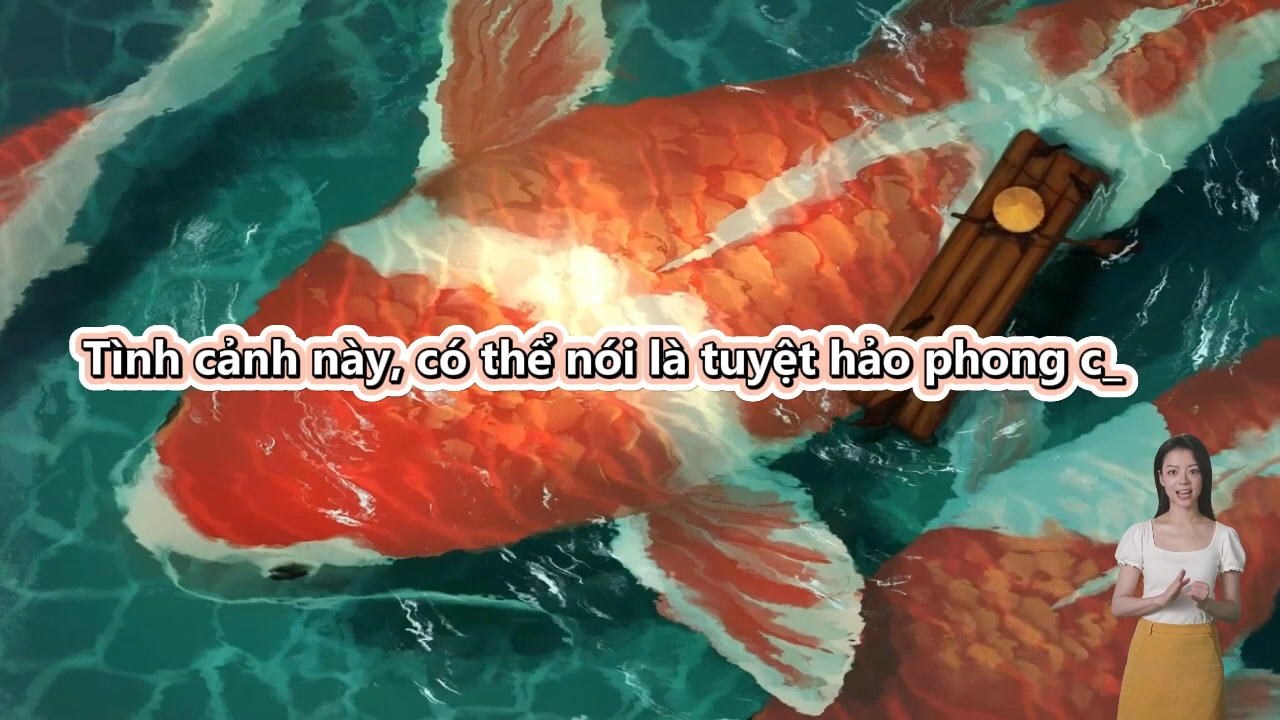 Tình cảnh này, có thể nói là tuyệt hảo phong c_